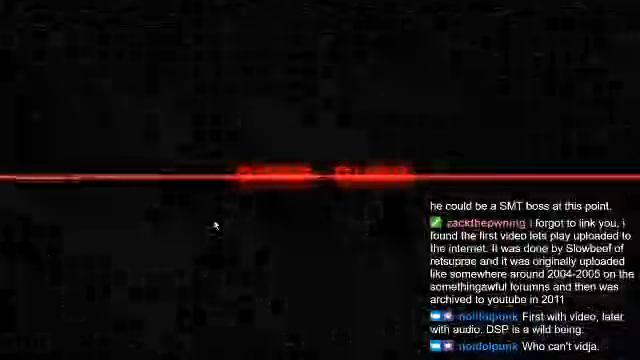 he could be a SMT boss at this point.
zackthepwning I forgot to link you, i
found the first video lets play uploaded to
the internet. It was done by Slowbeef of
retsuprae and it was originally uploaded
like somewhere around 2004-2005 on the
somethingawful forumns and then was
archived to youtube in 2011
First with video, later
with audio. DSP is a wild being.
Who can't vidja.